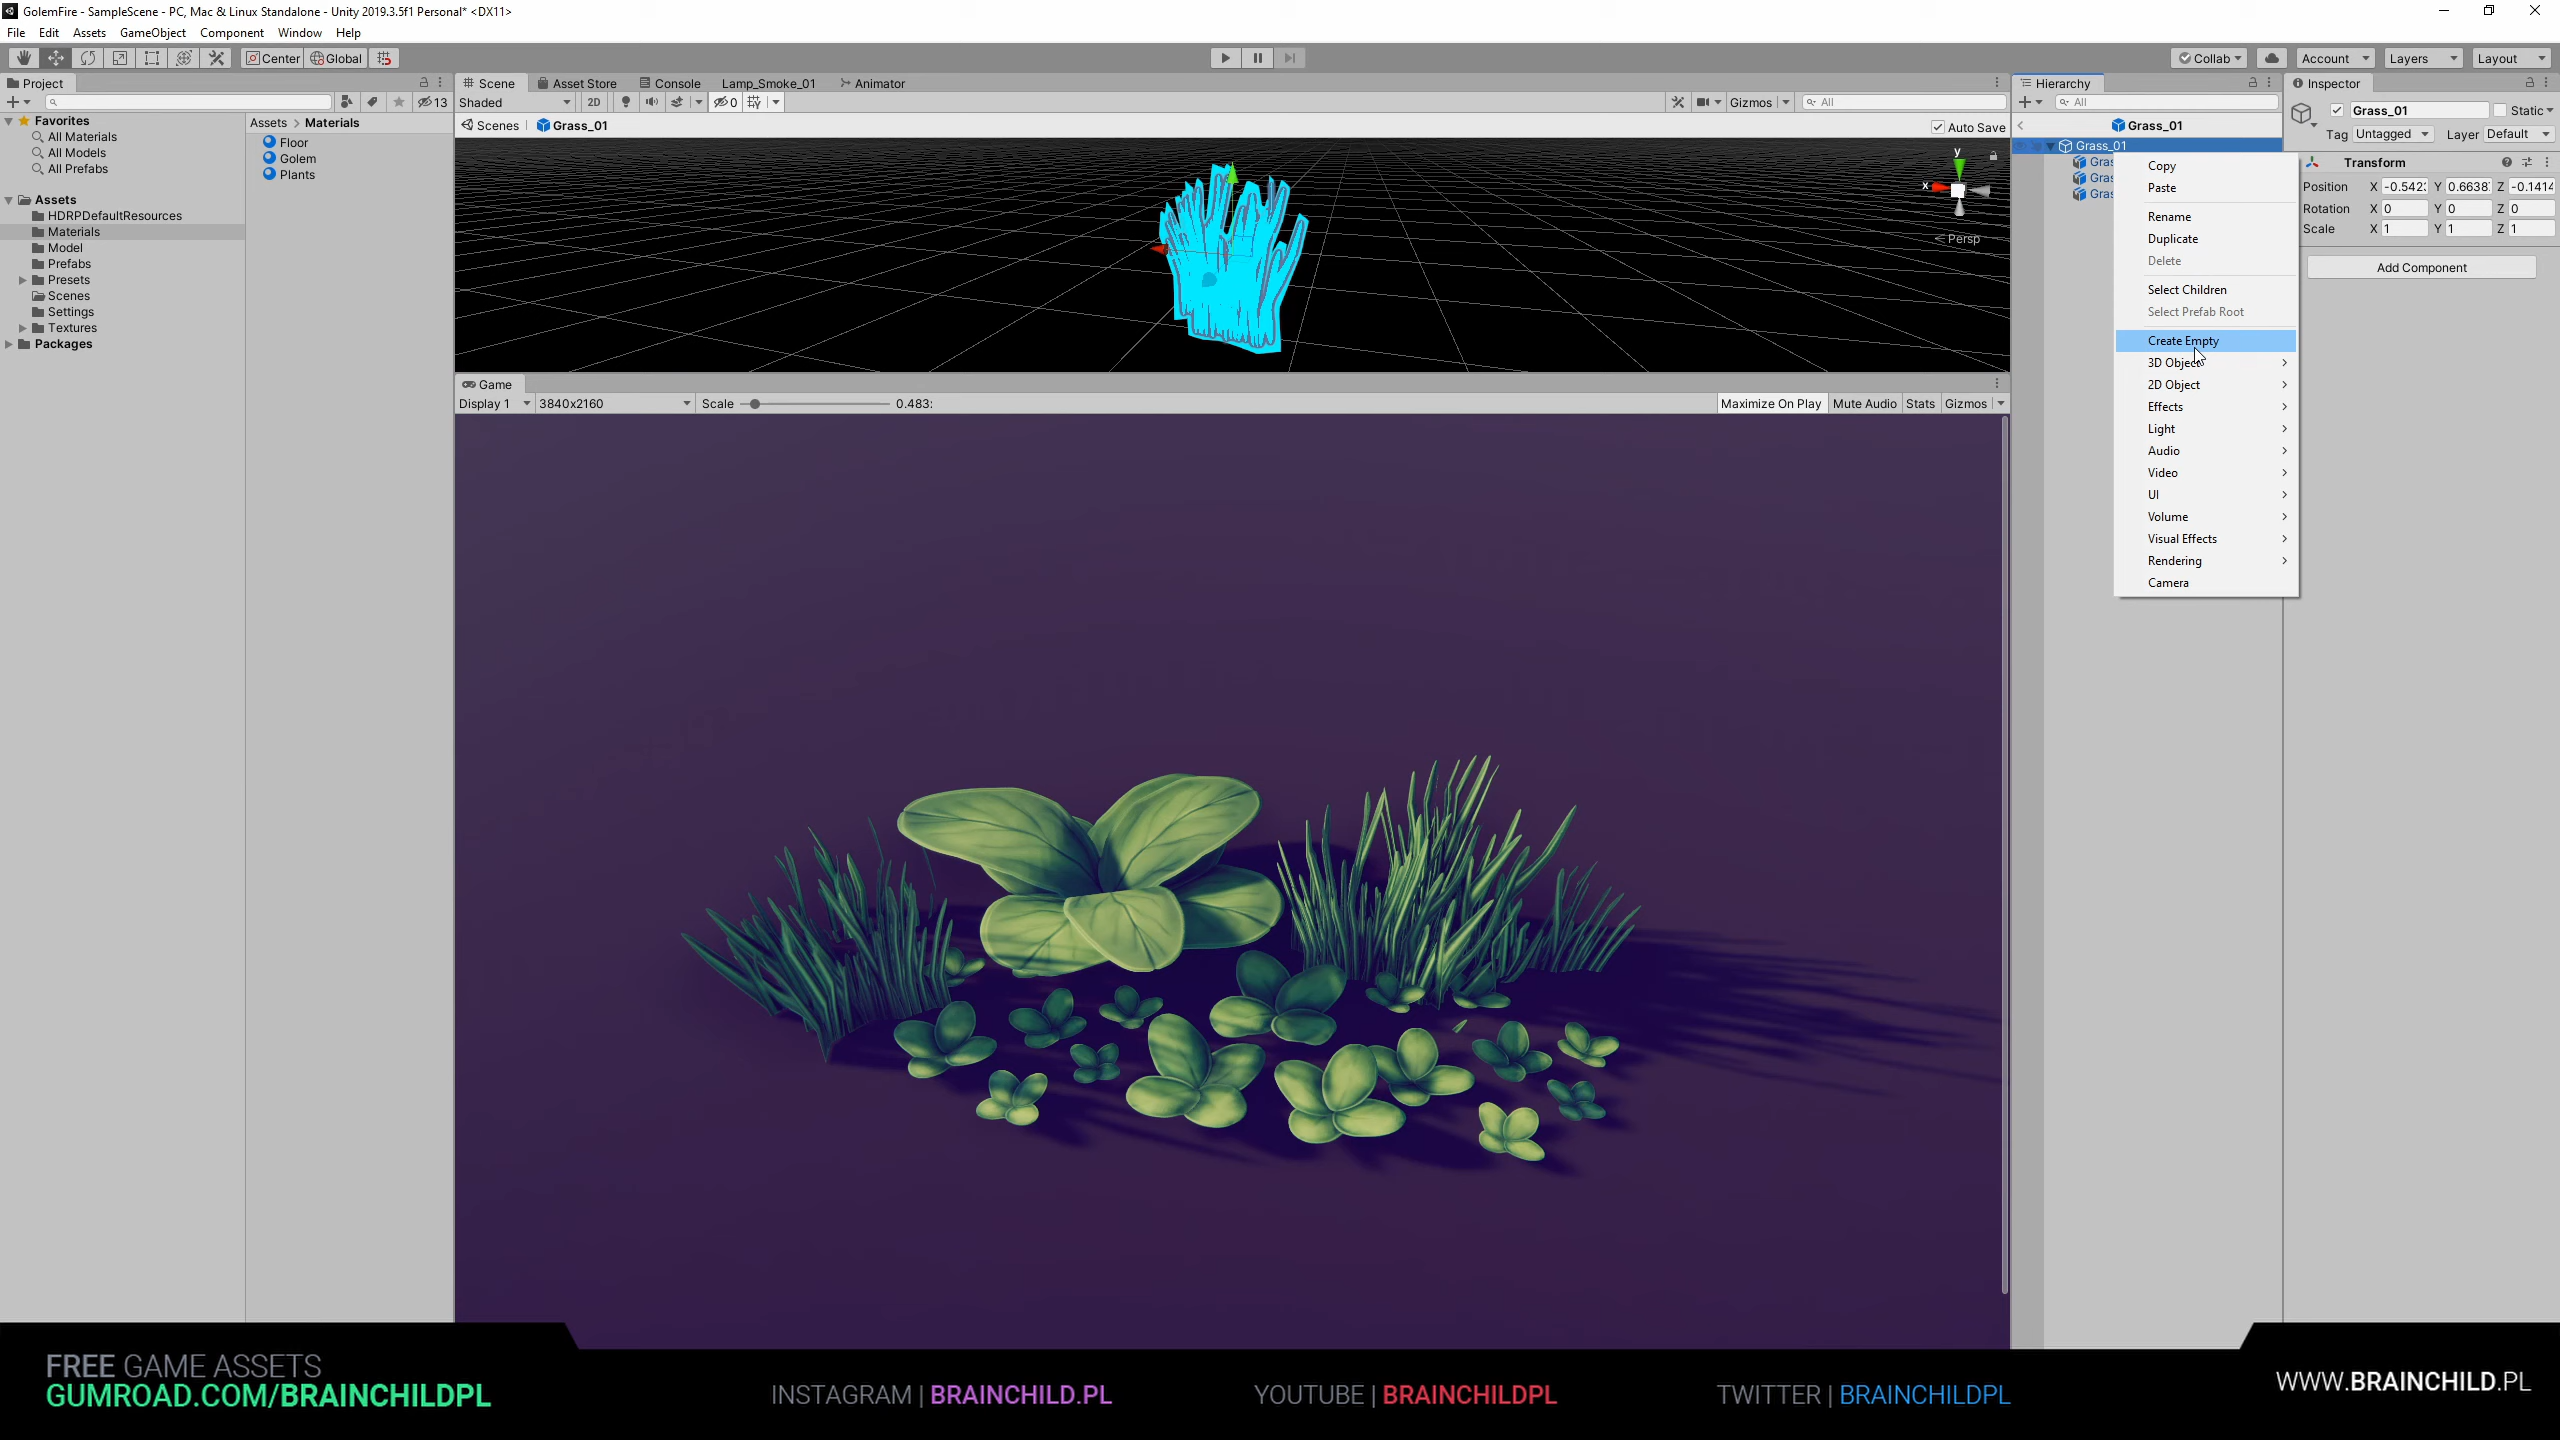 GolemFire - SampleScene - PC, Mac & Linux Standalone - Unity 2019.3.5f1 Personal* <DX11>
File Edit Assets GameObject Component Window Help
Center Global
Collab Account Layers Layout
Project
13
Favorites
All Materials
All Models
All Prefabs
Assets
HDRPDefaultResources
Materials
Model
Prefabs
Presets
Scenes
Settings
Textures
Packages
Assets > Materials
Floor
Golem
Plants
Scene Asset Store Console Lamp_Smoke_01 Animator
Shaded 2D 0 Gizmos All
Scenes Grass_01 Auto Save
y
x
Persp
Game
Display 1 3840x2160 Scale 0.483: Maximize On Play Mute Audio Stats Gizmos
Hierarchy
All
Grass_01
Grass_01
Gras
Gras
Gras
Copy
Paste
Rename
Duplicate
Delete
Select Children
Select Prefab Root
Create Empty
3D Object
2D Object
Effects
Light
Audio
Video
UI
Volume
Visual Effects
Rendering
Camera
Inspector
Grass_01 Static
Tag Untagged Layer Default
Transform
Position X -0.542 Y 0.6638 Z -0.1414
Rotation X 0 Y 0 Z 0
Scale X 1 Y 1 Z 1
Add Component
FREE GAME ASSETS
GUMROAD.COM/BRAINCHILDPL
INSTAGRAM | BRAINCHILD.PL
YOUTUBE | BRAINCHILDPL
TWITTER | BRAINCHILDPL
WWW.BRAINCHILD.PL